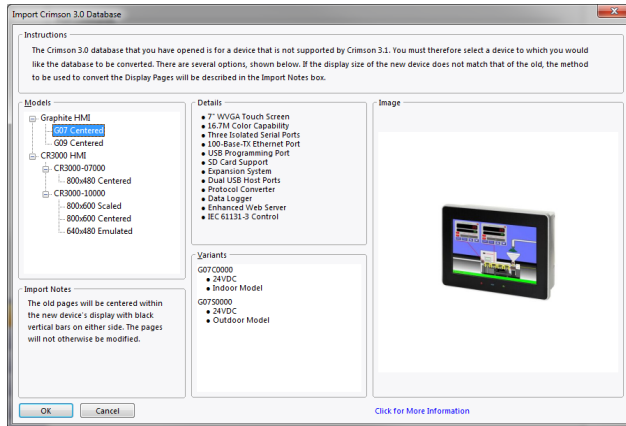 Import Crimson 3.0 Database
Instructions
The Crimson 3.0 database that you have opened is for a device that is not supported by Crimson 3.1. You must therefore select a device to which you would
like the database to be converted. There are several options, shown below. If the display size of the new device does not match that of the old, the method
to be used to convert the Display Pages will be described in the Import Notes box.
Models
Graphite HMI
G07 Centered
G09 Centered
CR3000 HMI
CR3000-07000
800x480 Centered
CR3000-10000
800x600 Scaled
800x600 Centered
640x480 Emulated
Import Notes
The old pages will be centered within
the new device's display with black
vertical bars on either side. The pages
will not otherwise be modified.
Details
• 7" WVGA Touch Screen
• 16.7M Color Capability
• Three Isolated Serial Ports
• 100-Base-TX Ethernet Port
• USB Programming Port
• SD Card Support
• Expansion System
• Dual USB Host Ports
• Protocol Converter
• Data Logger
• Enhanced Web Server
• IEC 61131-3 Control
Variants
G07C0000
• 24VDC
• Indoor Model
G07S0000
• 24VDC
• Outdoor Model
Image
OK
Cancel
Click for More Information